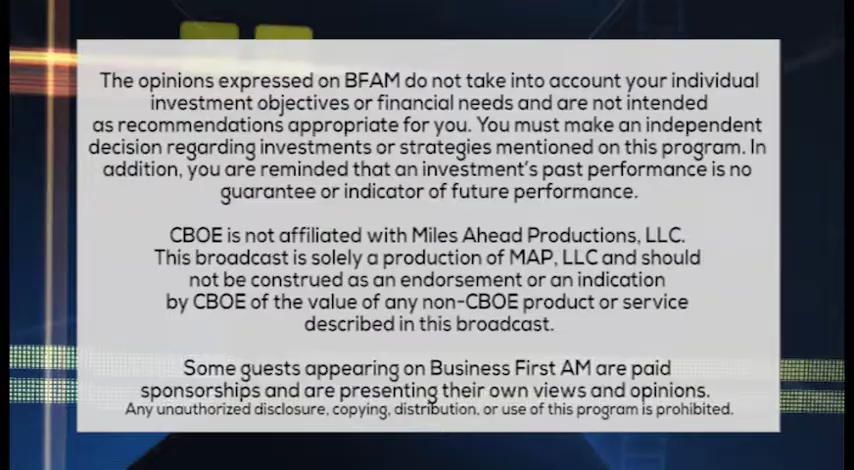 The opinions expressed on BFAM do not take into account your individual
investment objectives or financial needs and are not intended
as recommendations appropriate for you. You must make an independent
decision regarding investments or strategies mentioned on this program. In
addition, you are reminded that an investment's past performance is no
guarantee or indicator of future performance.
CBOE is not affiliated with Miles Ahead Productions, LLC.
This broadcast is solely a production of MAP, LLC and should
not be construed as an endorsement or an indication
by CBOE of the value of any non-CBOE product or service
described in this broadcast.
Some guests appearing on Business First AM are paid
sponsorships and are presenting their own views and opinions.
Any unauthorized disclosure, copying, distribution, or use of this program is prohibited.